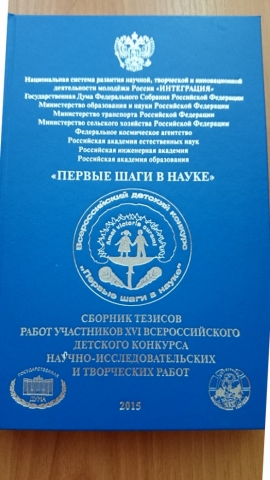 Национальная система развития научной, творческой и инновационной
деятельности молодёжи России «ИНТЕГРАЦИЯ»
Государственная Дума Федерального Собрания Российской Федерации
Министерство образования и науки Российской Федерации
Министерство транспорта Российской Федерации
Министерство сельского хозяйства Российской Федерации
Федеральное космическое агентство
Российская академия естественных наук
Российская инженерная академия
Российская академия образования
«ПЕРВЫЕ ШАГИ В НАУКЕ»
Всероссийский детский конкурс
"Первые шаги в науке"
СБОРНИК ТЕЗИСОВ
РАБОТ УЧАСТНИКОВ XVI ВСЕРОССИЙСКОГО
ДЕТСКОГО КОНКУРСА
НАУЧНО-ИССЛЕДОВАТЕЛЬСКИХ
И ТВОРЧЕСКИХ РАБОТ
ГОСУДАРСТВЕННАЯ
ДУМА
2015